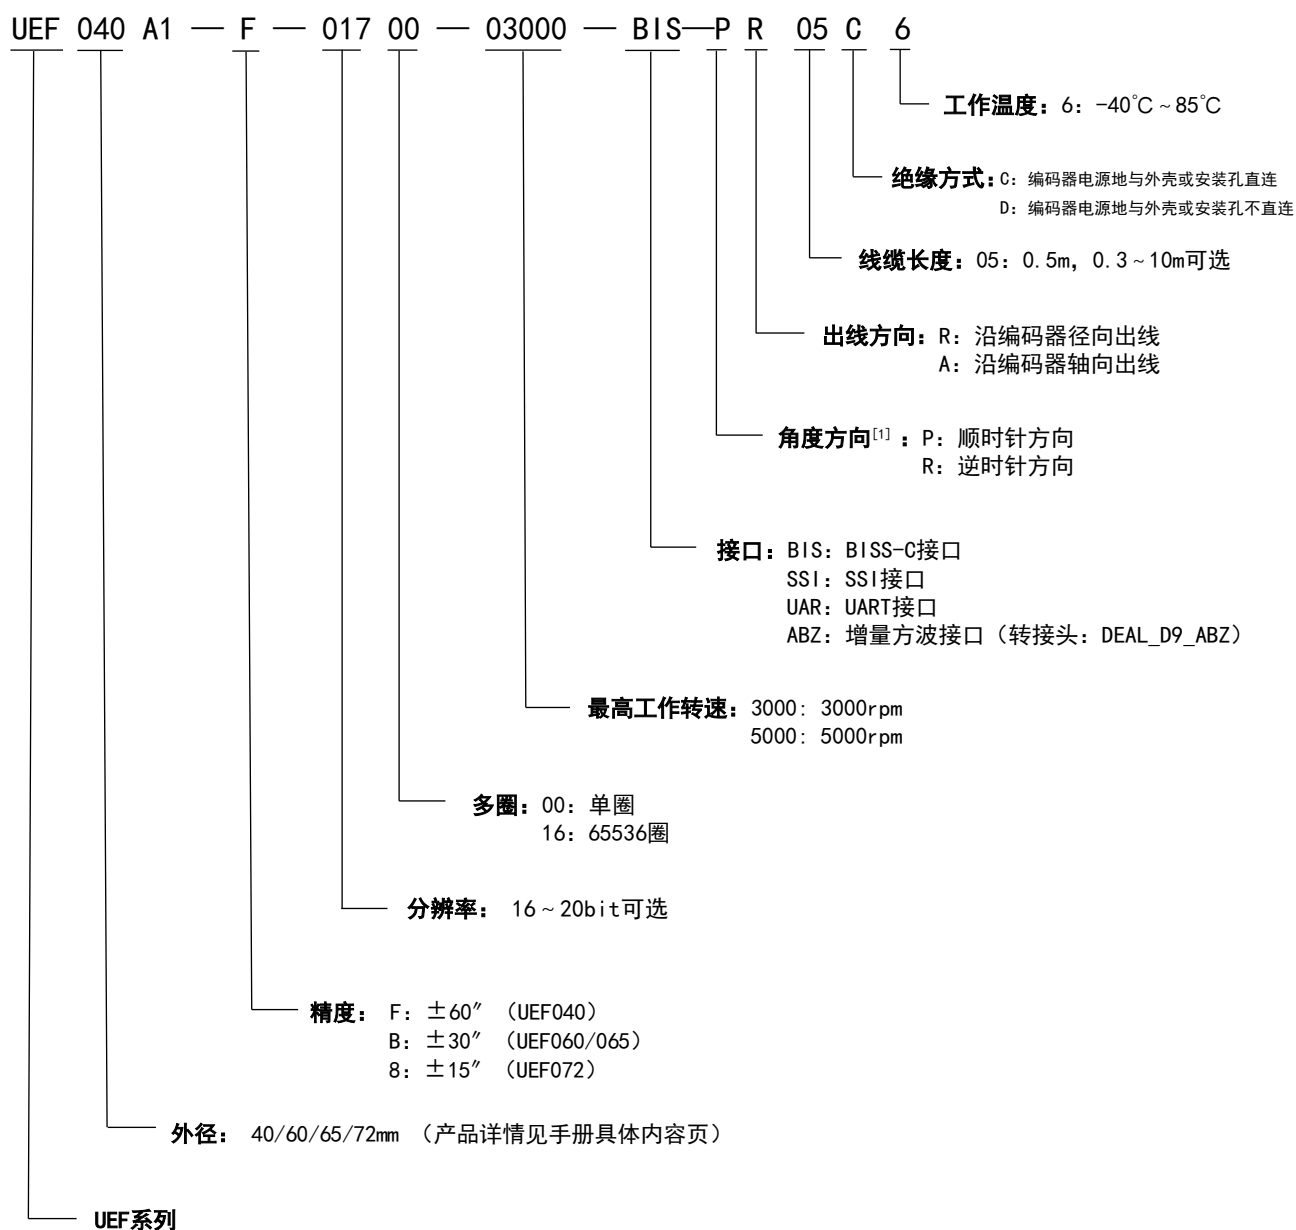 UEF 040 A1 — F — 017 00 — 03000 — BIS—P R 05 C 6
工作温度: 6: -40℃~85℃
绝缘方式: C: 编码器电源地与外壳或安装孔直连
D: 编码器电源地与外壳或安装孔不直连
线缆长度: 05: 0.5m, 0.3~10m可选
出线方向: R: 沿编码器径向出线
A: 沿编码器轴向出线
角度方向[1]: P: 顺时针方向
R: 逆时针方向
接口: BIS: BISS-C接口
SSI: SSI接口
UAR: UART接口
ABZ: 增量方波接口（转接头: DEAL_D9_ABZ）
最高工作转速: 3000: 3000rpm
5000: 5000rpm
多圈: 00: 单圈
16: 65536圈
分辨率: 16~20bit可选
精度: F: ±60″ （UEF040）
B: ±30″ （UEF060/065）
8: ±15″ （UEF072）
外径: 40/60/65/72mm （产品详情见手册具体内容页）
UEF系列